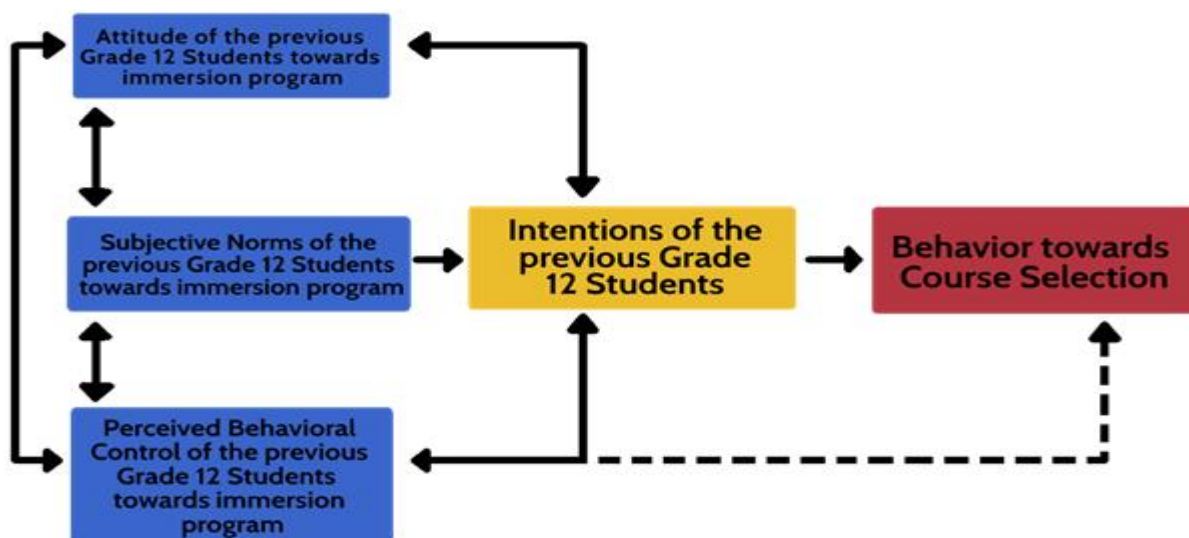 Attitude of the previous
Grade 12 Students towards
immersion program
Subjective Norms of the
previous Grade 12 Students
towards immersion program
Perceived Behavioral
Control of the previous
Grade 12 Students
towards immersion
program
Intentions of the
previous Grade
12 Students
Behavior towards
Course Selection